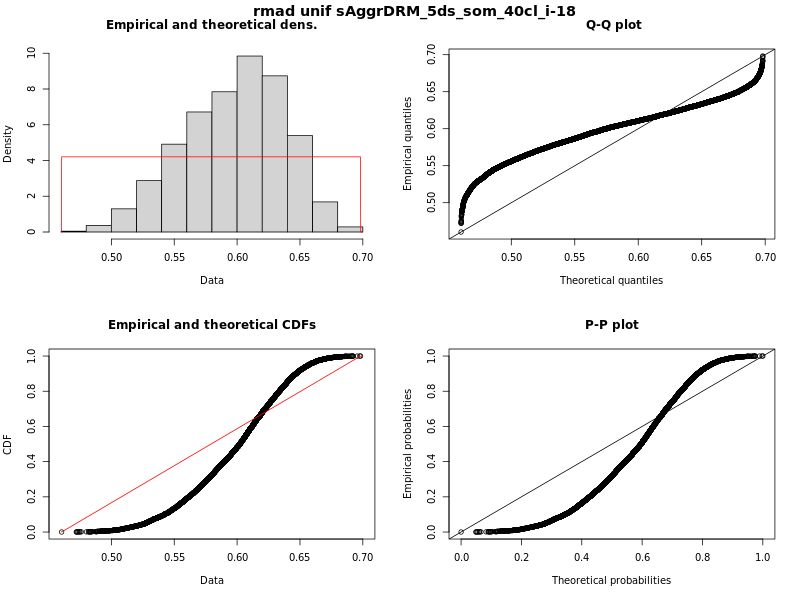 rmad unif sAggrDRM_5ds_som_40cl_i-18
Empirical and theoretical dens.
Density
0 2 4 6 8 10
0.50 0.55 0.60 0.65 0.70
Data
Q-Q plot
Empirical quantiles
0.50 0.55 0.60 0.65 0.70
0.50 0.55 0.60 0.65 0.70
Theoretical quantiles
Empirical and theoretical CDFs
CDF
0.0 0.2 0.4 0.6 0.8 1.0
0.50 0.55 0.60 0.65 0.70
Data
P-P plot
Empirical probabilities
0.0 0.2 0.4 0.6 0.8 1.0
0.0 0.2 0.4 0.6 0.8 1.0
Theoretical probabilities